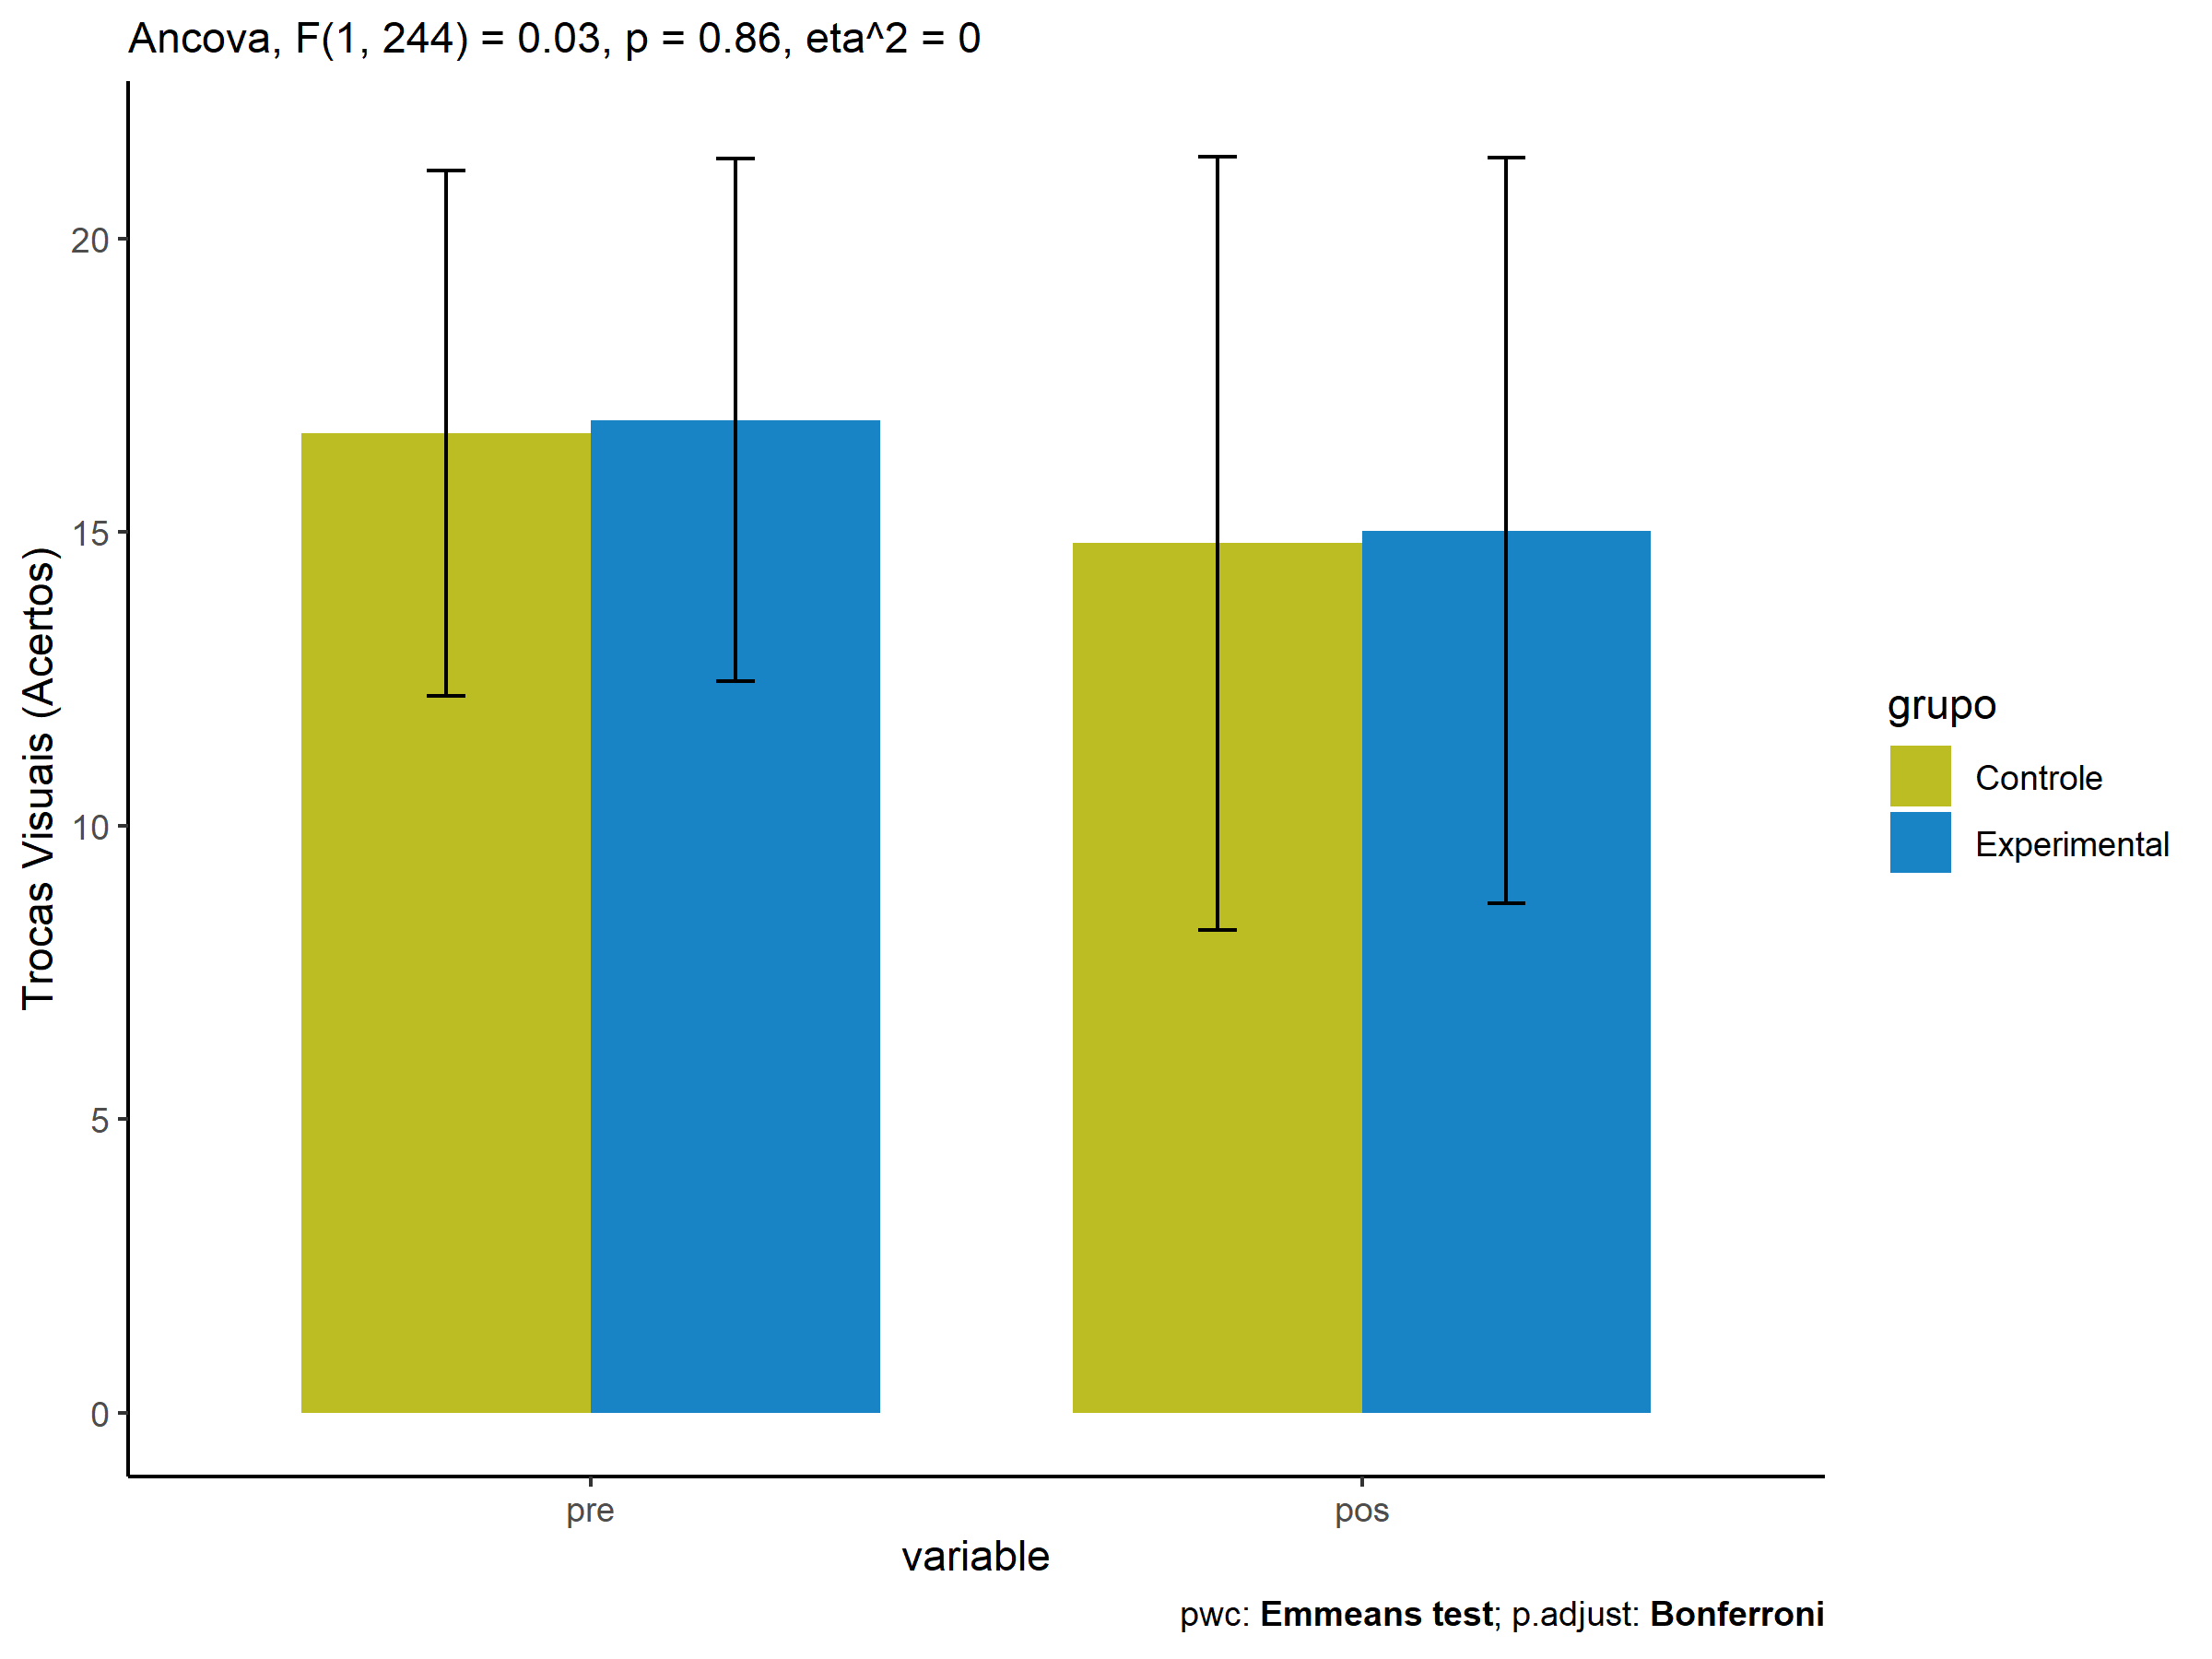 Ancova, F(1, 244) = 0.03, p = 0.86, eta^2 = 0
Trocas Visuais (Acertos)
20
15
10
5
0
pre
pos
variable
grupo
Controle
Experimental
pwc: Emmeans test; p.adjust: Bonferroni